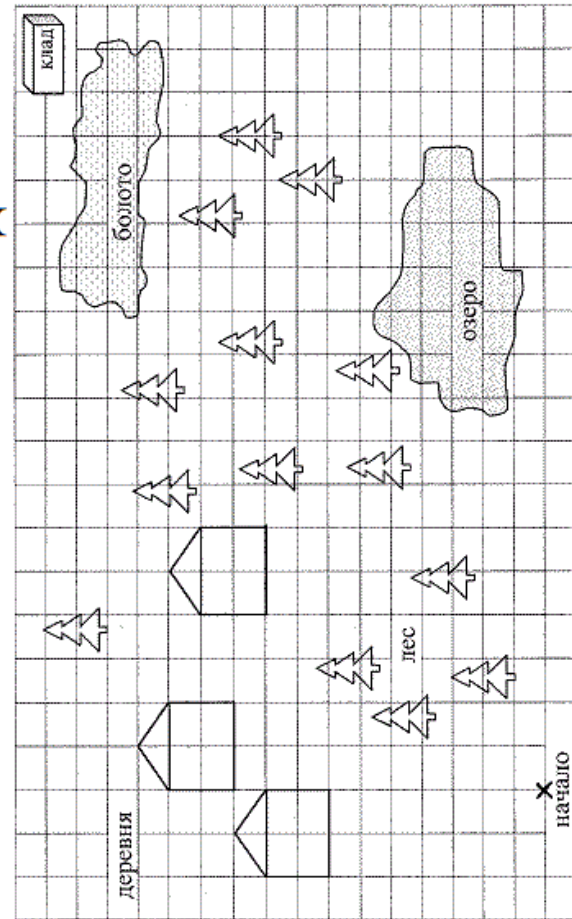 клад
болото
озеро
лес
деревня
начало